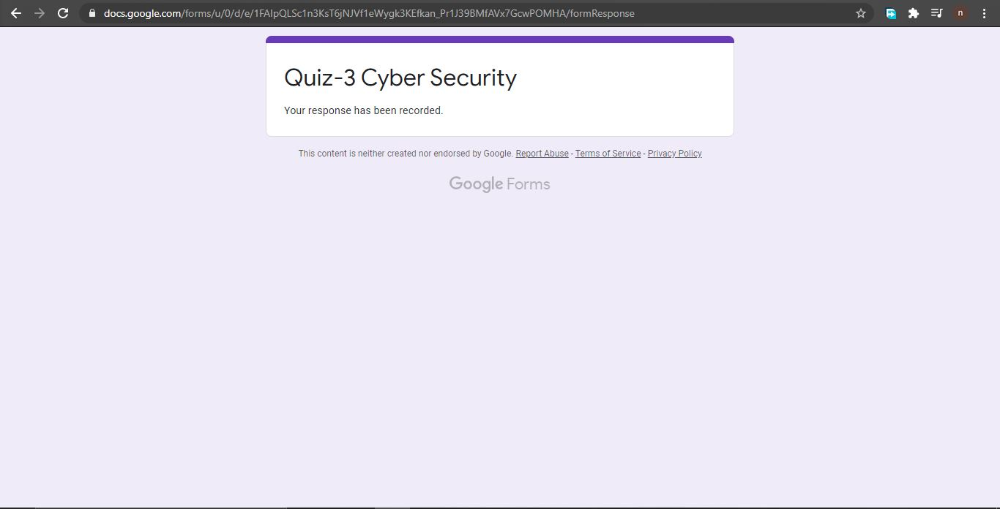 docs.google.com/forms/u/0/d/e/1FAIpQLSc1n3KsT6jNJVf1eWygk3KEfkan_Pr1J39BMfAVx7GcwPOMHA/formResponse
n
Quiz-3 Cyber Security
Your response has been recorded.
This content is neither created nor endorsed by Google. Report Abuse - Terms of Service - Privacy Policy
Google Forms